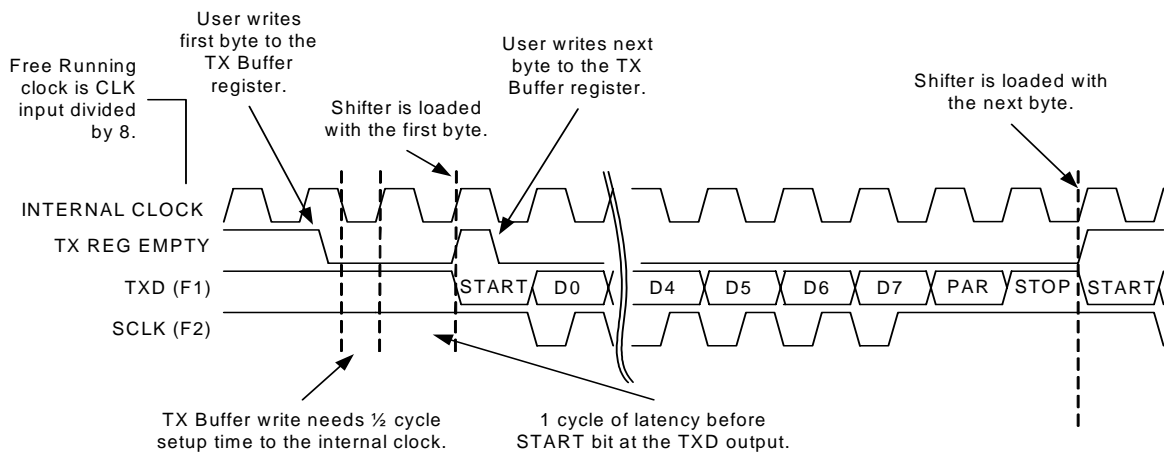 User writes
first byte to the
TX Buffer
register.
Free Running
clock is CLK
input divided
by 8.
Shifter is loaded
with the first byte.
User writes next
byte to the TX
Buffer register.
Shifter is loaded with
the next byte.
INTERNAL CLOCK
TX REG EMPTY
TXD (F1)
START D0 D4 D5 D6 D7 PAR STOP START
SCLK (F2)
TX Buffer write needs ½ cycle
setup time to the internal clock.
1 cycle of latency before
START bit at the TXD output.